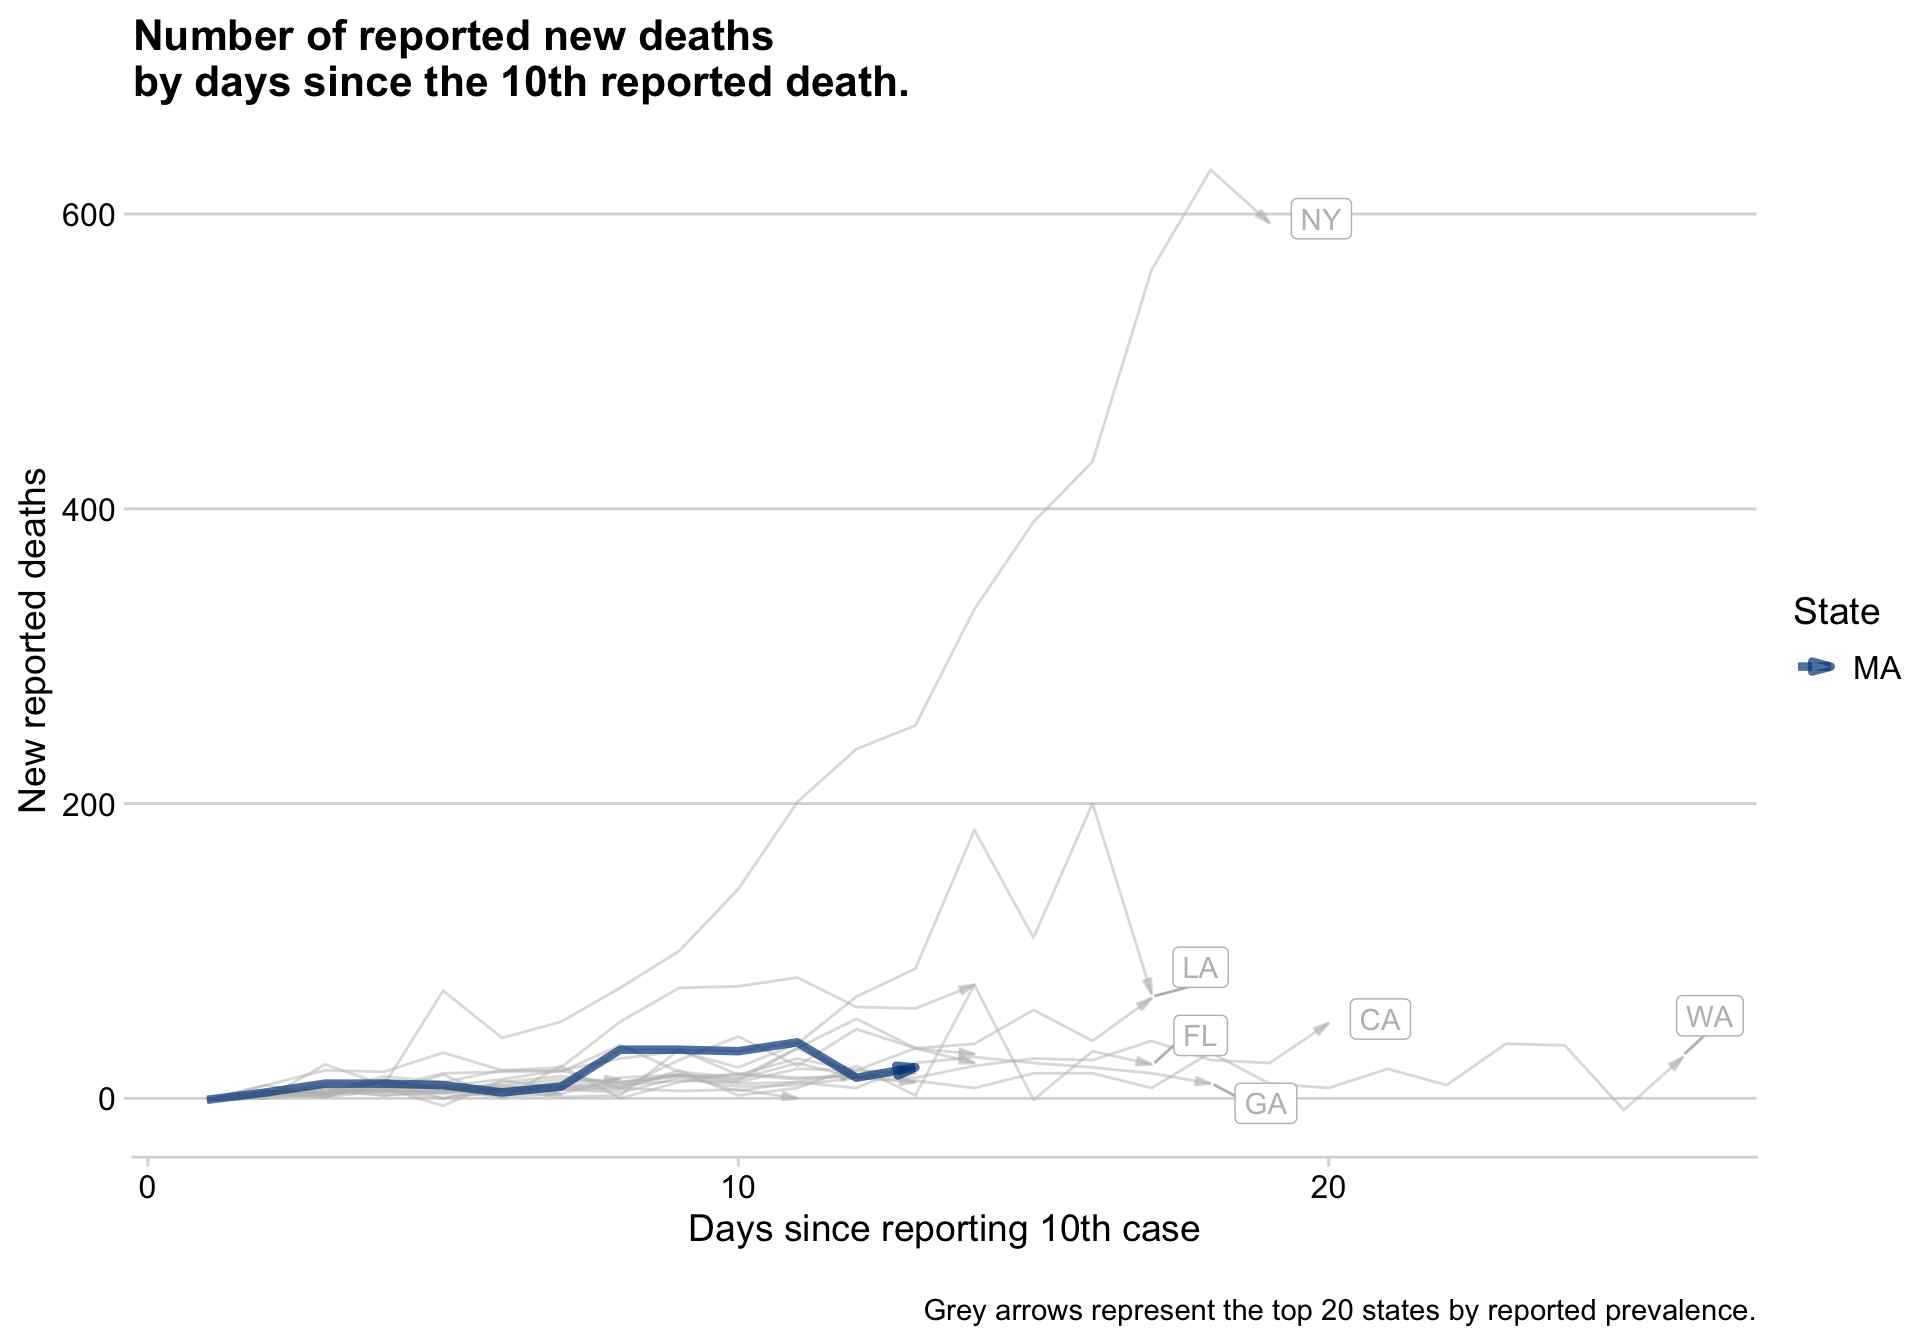 Number of reported new deaths
by days since the 10th reported death.
New reported deaths
600
400
200
0
NY
LA
FL
CA
WA
GA
State
MA
0
10
20
Days since reporting 10th case
Grey arrows represent the top 20 states by reported prevalence.